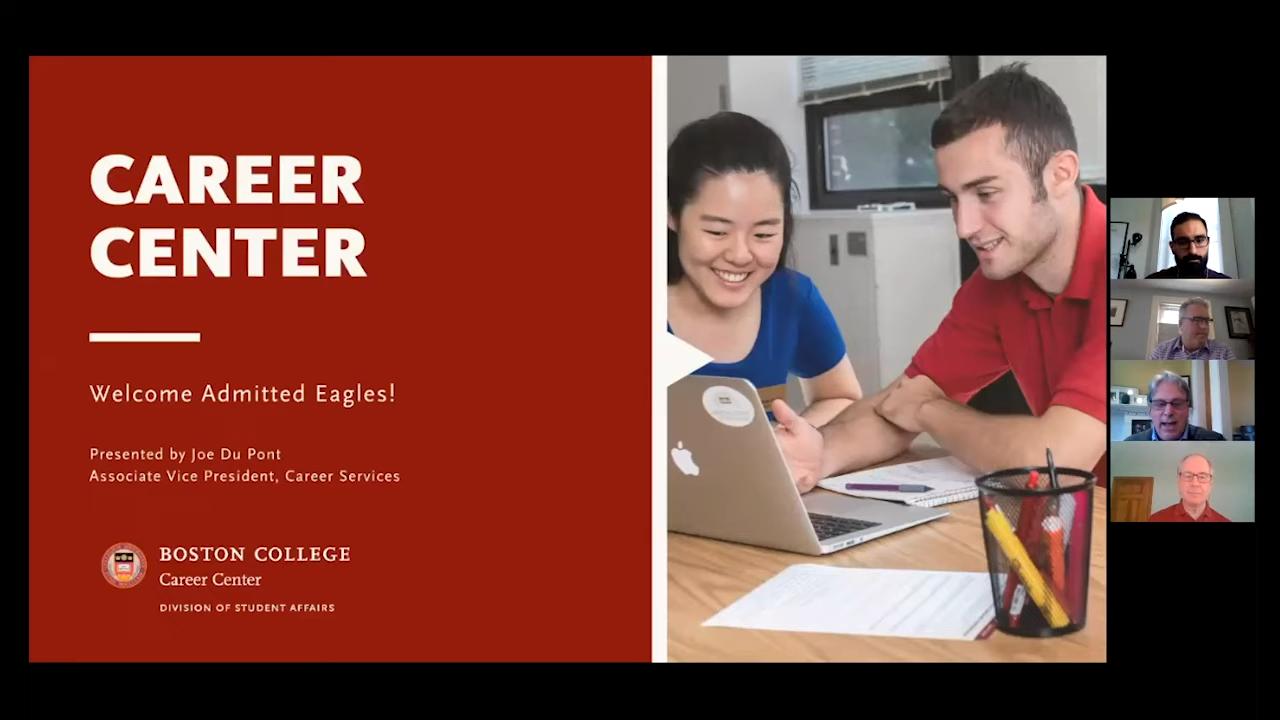 CAREER
CENTER
Welcome Admitted Eagles!
Presented by Joe Du Pont
Associate Vice President, Career Services
BOSTON COLLEGE
Career Center
DIVISION OF STUDENT AFFAIRS